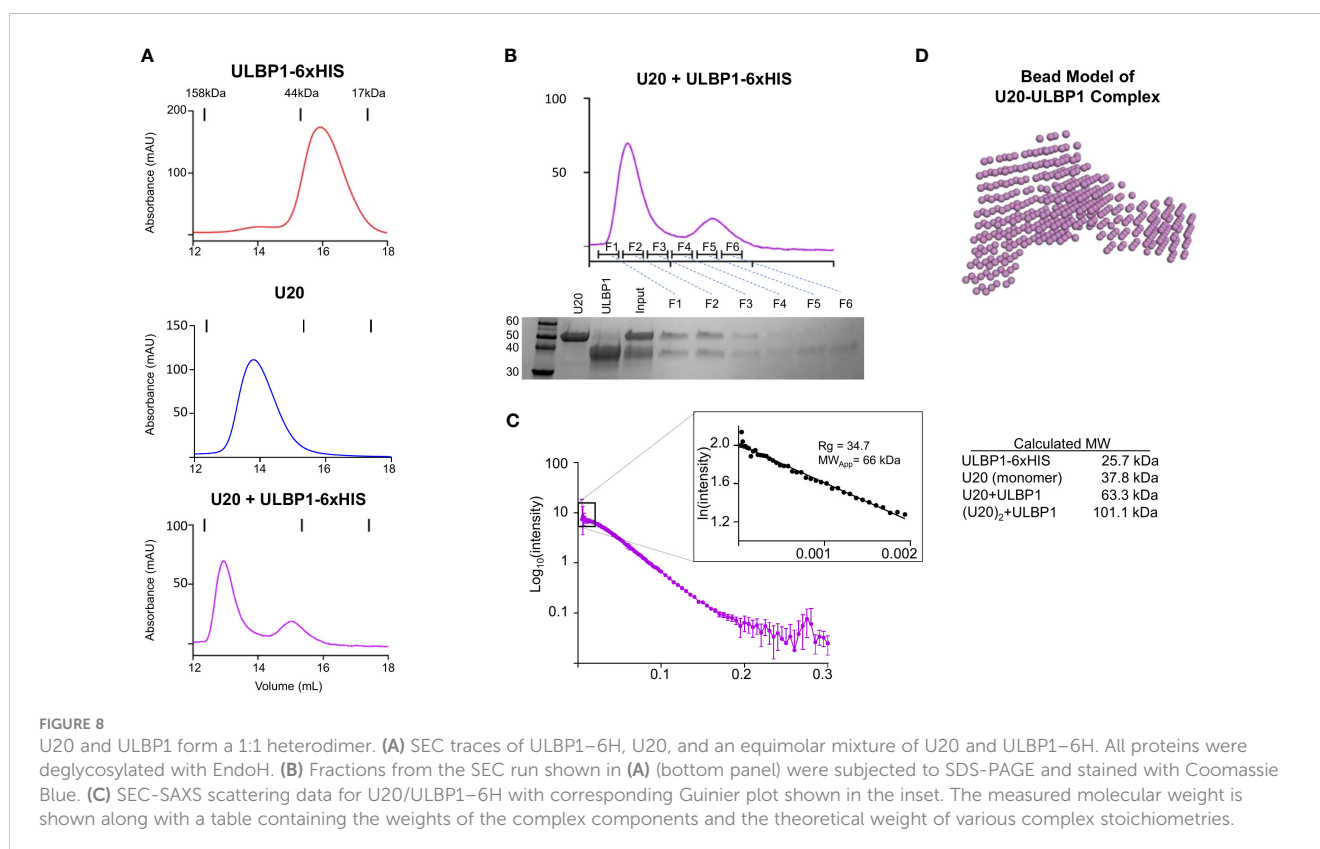 A
ULBP1-6xHIS
158kDa 44kDa 17kDa
200
100
Absorbance (mAU)
12 14 16 18
U20
150
100
50
Absorbance (mAU)
12 14 16 18
U20 + ULBP1-6xHIS
100
50
Absorbance (mAU)
12 14 16 18
Volume (mL)
B
U20 + ULBP1-6xHIS
100
50
F1 F2 F3 F4 F5 F6
U20 ULBP1 Input F1 F2 F3 F4 F5 F6
60
50
40
30
C
100
10
1
0.1
Log10(intensity)
0.1 0.2 0.3
2.0
1.6
1.2
ln(intensity)
Rg = 34.7
MWApp= 66 kDa
0.001 0.002
D
Bead Model of
U20-ULBP1 Complex
Calculated MW
ULBP1-6xHIS 25.7 kDa
U20 (monomer) 37.8 kDa
U20+ULBP1 63.3 kDa
(U20)2+ULBP1 101.1 kDa
FIGURE 8
U20 and ULBP1 form a 1:1 heterodimer. (A) SEC traces of ULBP1–6H, U20, and an equimolar mixture of U20 and ULBP1–6H. All proteins were
deglycosylated with EndoH. (B) Fractions from the SEC run shown in (A) (bottom panel) were subjected to SDS-PAGE and stained with Coomassie
Blue. (C) SEC-SAXS scattering data for U20/ULBP1–6H with corresponding Guinier plot shown in the inset. The measured molecular weight is
shown along with a table containing the weights of the complex components and the theoretical weight of various complex stoichiometries.